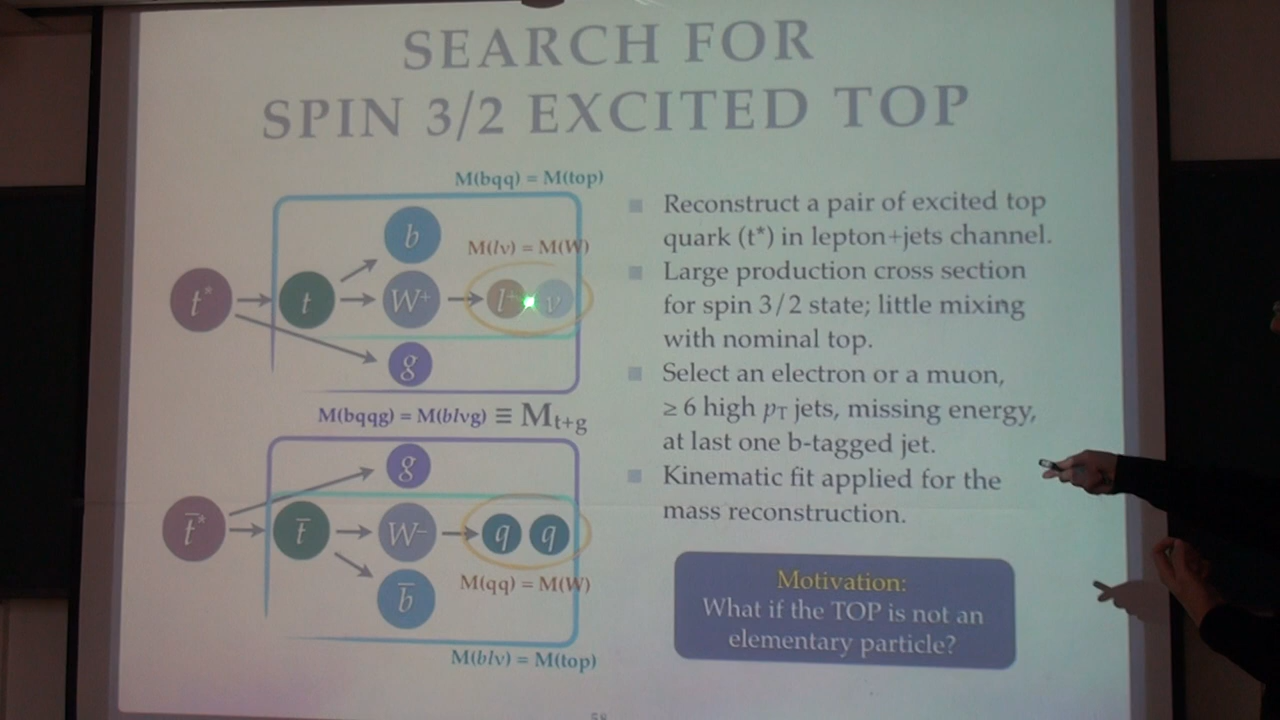 SEARCH FOR
SPIN 3/2 EXCITED TOP
M(bqq) = M(top)
b
M(lν) = M(W)
t* t W⁺ l⁺ ν
g
M(bqqg) = M(blνg) ≡ M_t+g
g
t̄* t̄ W⁻ q q
M(qq) = M(W)
b̄
M(blν) = M(top)
Reconstruct a pair of excited top
quark (t*) in lepton+jets channel.
Large production cross section
for spin 3/2 state; little mixing
with nominal top.
Select an electron or a muon,
≥ 6 high p_T jets, missing energy,
at last one b-tagged jet.
Kinematic fit applied for the
mass reconstruction.
Motivation:
What if the TOP is not an
elementary particle?